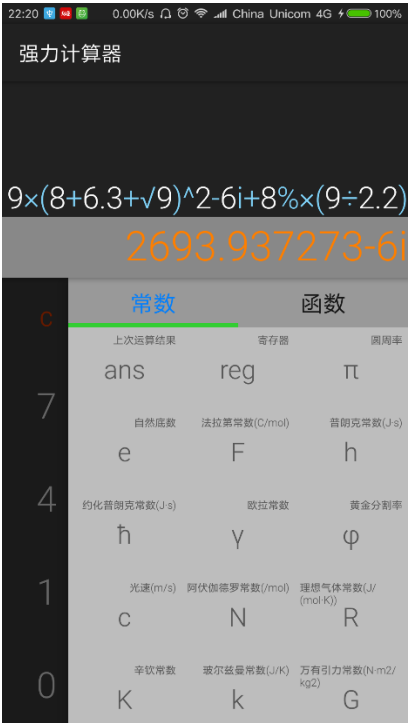 22:20 0.00K/s China Unicom 4G 100%
强力计算器
9×(8+6.3+√9)^2-6i+8%×(9÷2.2)
2693.937273-6i
常数 函数
C
7
4
1
0
上次运算结果 寄存器 圆周率
ans reg π
自然底数 法拉第常数(C/mol) 普朗克常数(J·s)
e F h
约化普朗克常数(J·s) 欧拉常数 黄金分割率
ħ γ φ
光速(m/s) 阿伏伽德罗常数(/mol) 理想气体常数(J/
(mol·K))
c N R
辛钦常数 玻尔兹曼常数(J/K) 万有引力常数(N·m2/
kg2)
K k G